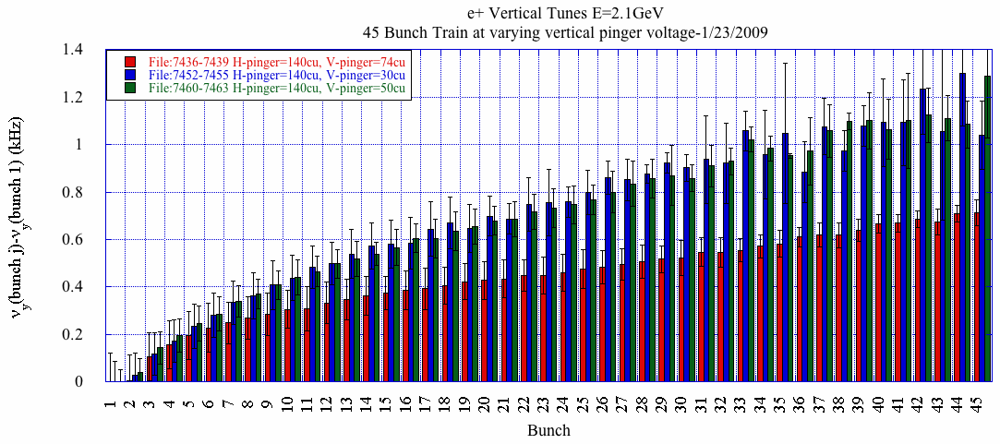 e+ Vertical Tunes E=2.1GeV
45 Bunch Train at varying vertical pinger voltage-1/23/2009
File:7436-7439 H-pinger=140cu, V-pinger=74cu
File:7452-7455 H-pinger=140cu, V-pinger=30cu
File:7460-7463 H-pinger=140cu, V-pinger=50cu
νy(bunch j)-νy(bunch 1) (kHz)
1.4
1.2
1
0.8
0.6
0.4
0.2
0
1 2 3 4 5 6 7 8 9 10 11 12 13 14 15 16 17 18 19 20 21 22 23 24 25 26 27 28 29 30 31 32 33 34 35 36 37 38 39 40 41 42 43 44 45
Bunch